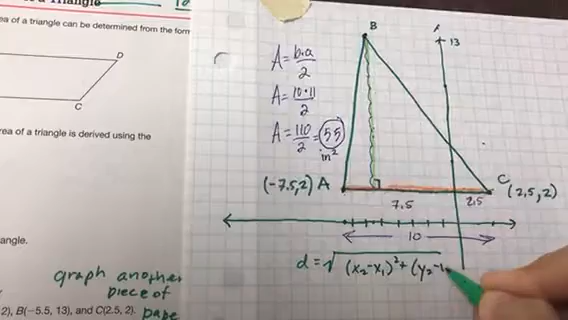 a Triangle
ea of a triangle can be determined from the form
D
C
rea of a triangle is derived using the
angle.
graph another
piece of
pape
2), B(−5.5, 13), and C(2.5, 2).
A = b·a
2
A = 10·11
2
A = 110 = 55
2
in²
B
13
(-7.5,2) A
C (2.5,2)
7.5
2.5
10
d = √(x₂-x₁)²+(y₂-